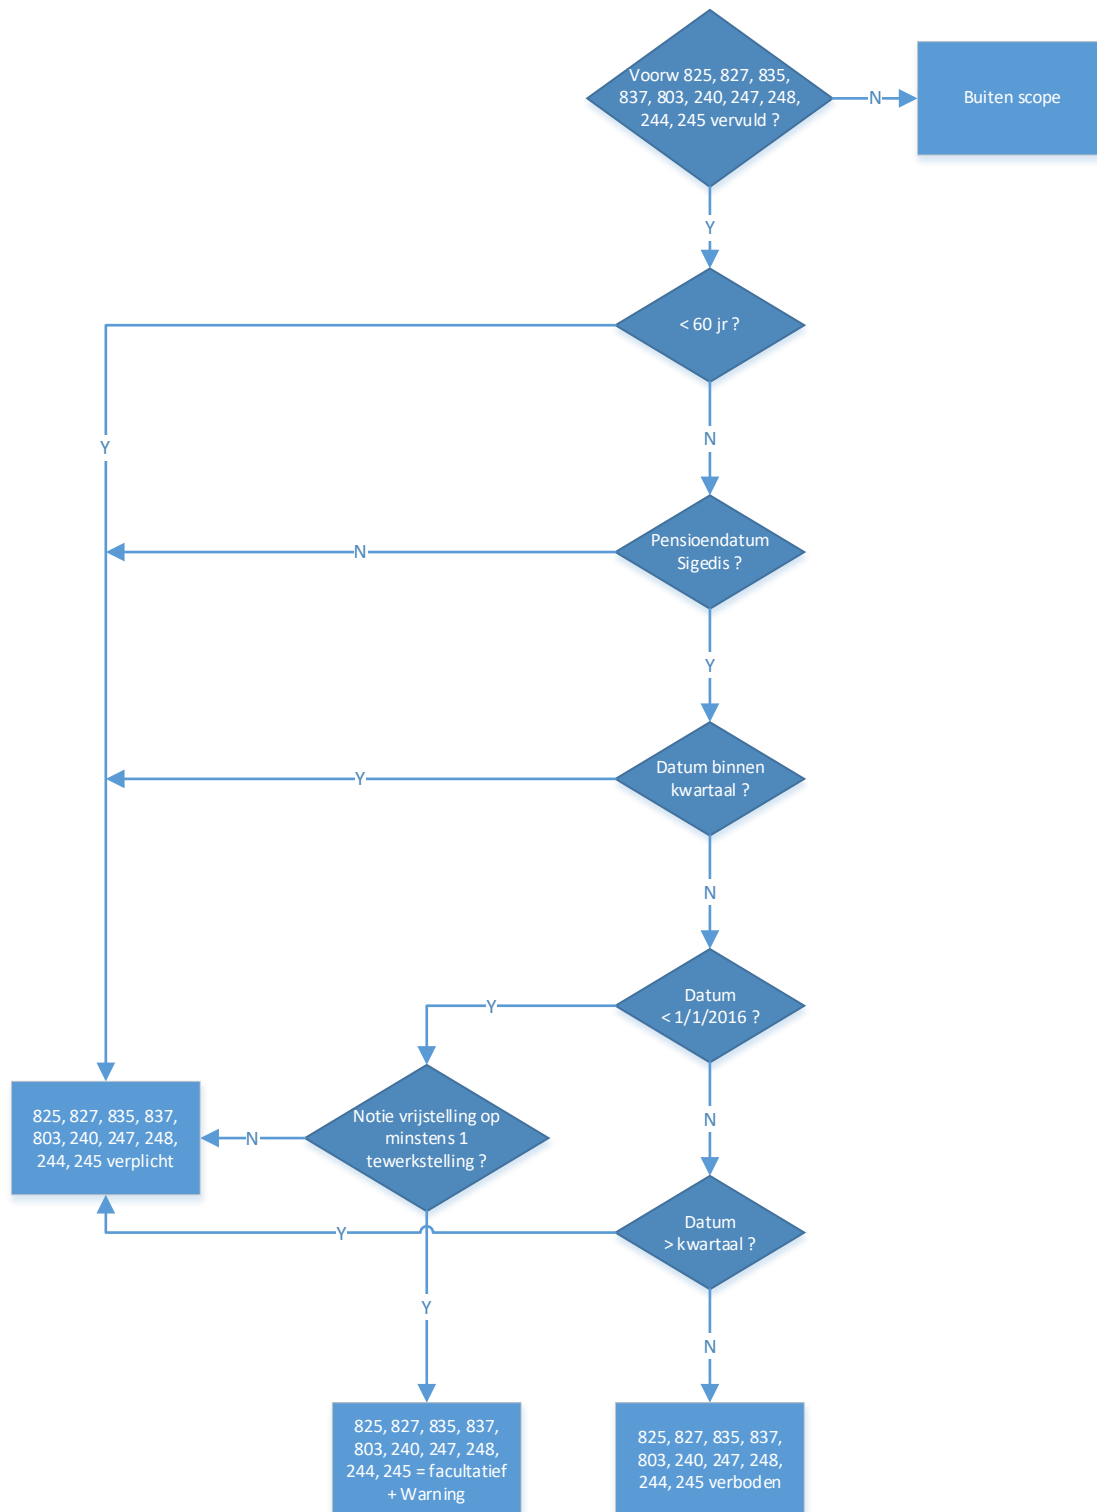 Voorw 825, 827, 835,
837, 803, 240, 247, 248,
244, 245 vervuld ?
N
Buiten scope
Y
< 60 jr ?
Y
N
Pensioendatum
Sigedis ?
N
Y
Datum binnen
kwartaal ?
Y
N
Datum
< 1/1/2016 ?
Y
N
825, 827, 835, 837,
803, 240, 247, 248,
244, 245 verplicht
N
Notie vrijstelling op
minstens 1
tewerkstelling ?
Datum
> kwartaal ?
Y
Y
N
825, 827, 835, 837,
803, 240, 247, 248,
244, 245 = facultatief
+ Warning
825, 827, 835, 837,
803, 240, 247, 248,
244, 245 verboden